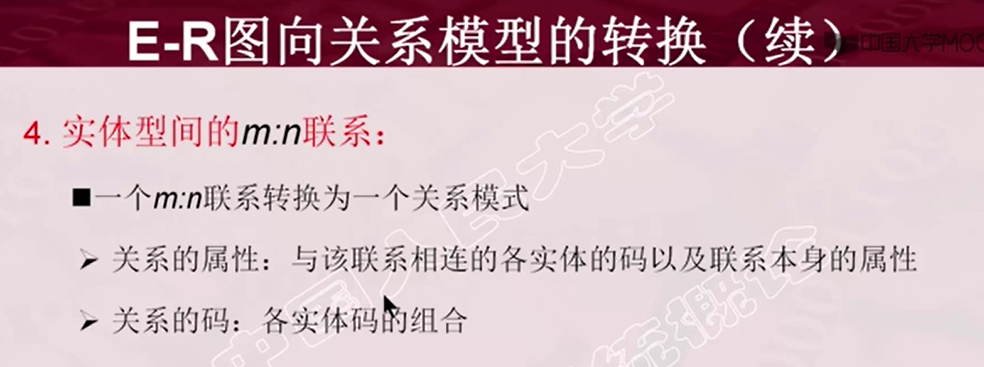 E-R图向关系模型的转换（续）
中国大学MOO
4. 实体型间的m:n联系：
■一个m:n联系转换为一个关系模式
➢ 关系的属性：与该联系相连的各实体的码以及联系本身的属性
➢ 关系的码：各实体码的组合
中国人民大学
统概论